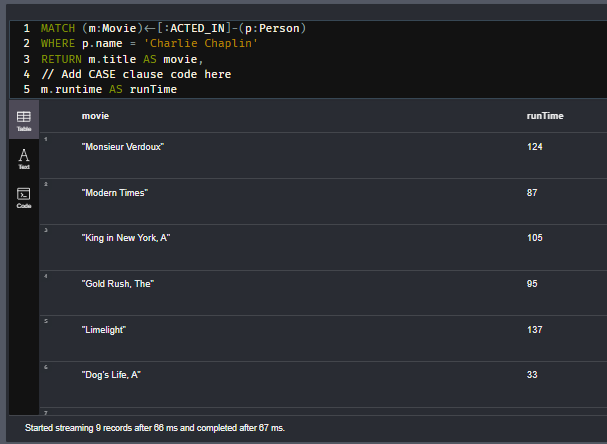 1 MATCH (m:Movie)<-[:ACTED_IN]-(p:Person)
2 WHERE p.name = 'Charlie Chaplin'
3 RETURN m.title AS movie,
4 // Add CASE clause code here
5 m.runtime AS runTime
Table
Text
Code
movie runTime
1 "Monsieur Verdoux" 124
2 "Modern Times" 87
3 "King in New York, A" 105
4 "Gold Rush, The" 95
5 "Limelight" 137
6 "Dog's Life, A" 33
7
Started streaming 9 records after 66 ms and completed after 67 ms.